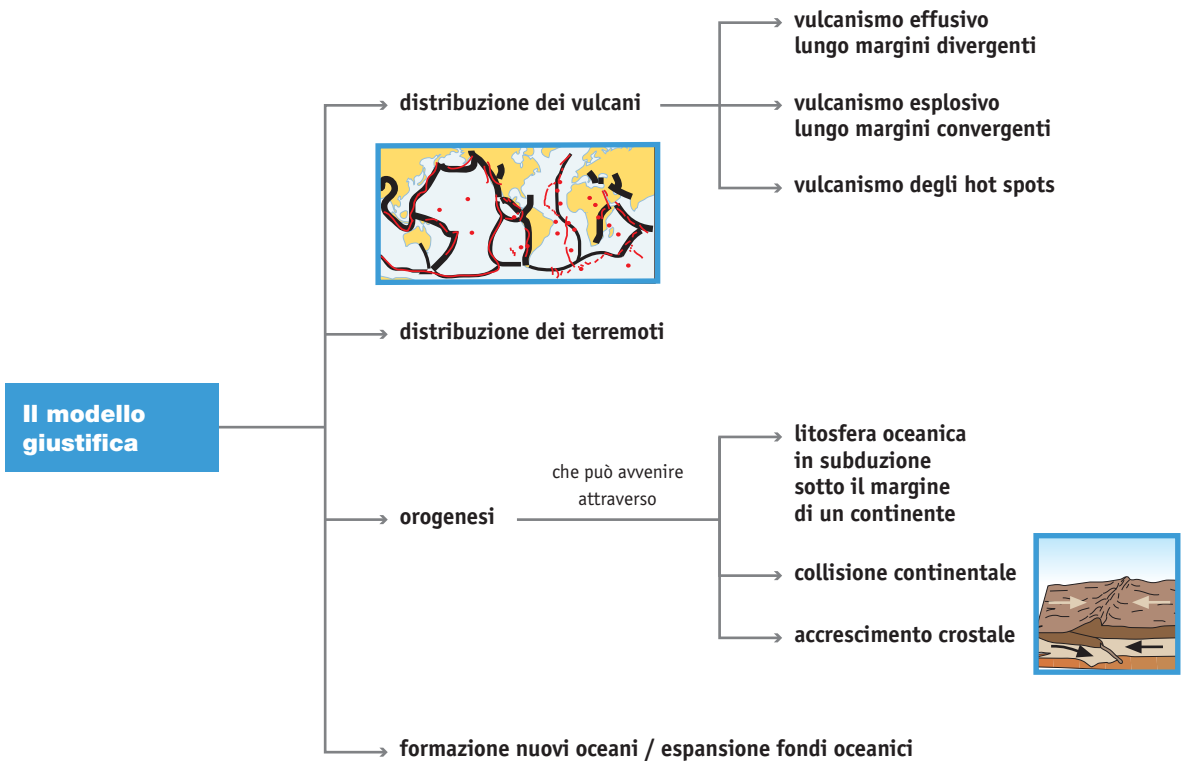 Il modello
giustifica
distribuzione dei vulcani
vulcanismo effusivo
lungo margini divergenti
vulcanismo esplosivo
lungo margini convergenti
vulcanismo degli hot spots
distribuzione dei terremoti
orogenesi
che può avvenire
attraverso
litosfera oceanica
in subduzione
sotto il margine
di un continente
collisione continentale
accrescimento crostale
formazione nuovi oceani / espansione fondi oceanici